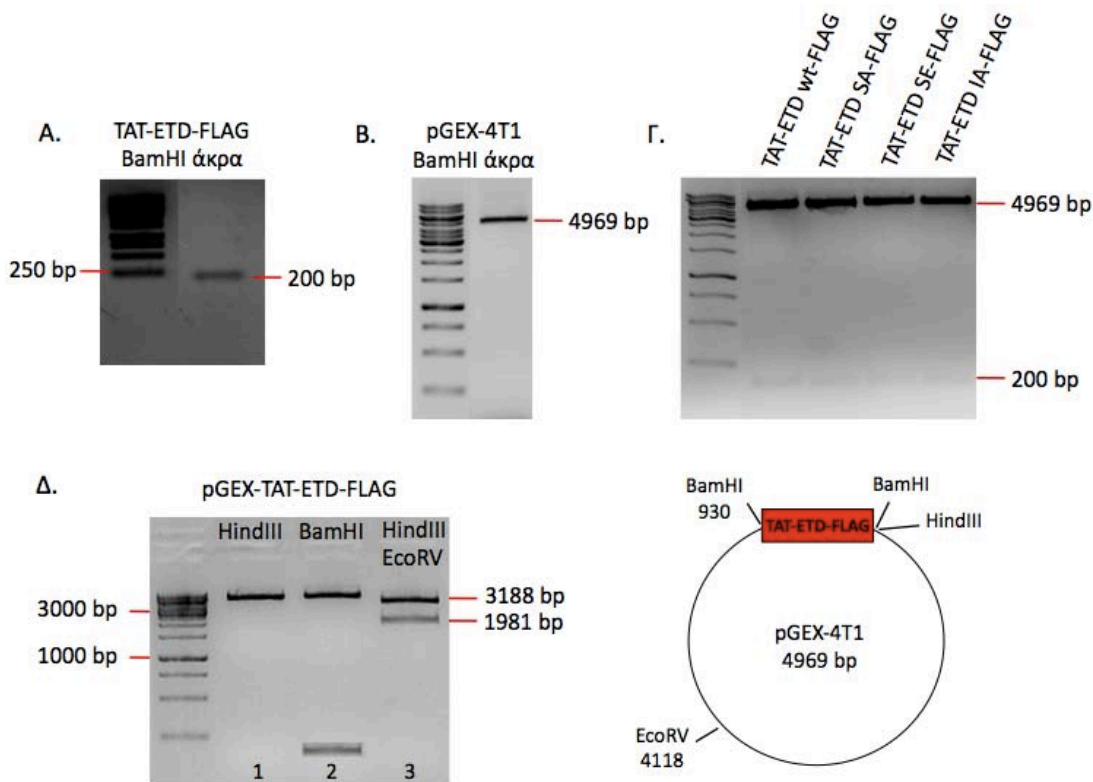 Α.
TAT-ETD-FLAG
BamHI άκρα
250 bp
200 bp
Β.
pGEX-4T1
BamHI άκρα
4969 bp
Γ.
TAT-ETD wt-FLAG
TAT-ETD SA-FLAG
TAT-ETD SE-FLAG
TAT-ETD IA-FLAG
4969 bp
200 bp
Δ.
pGEX-TAT-ETD-FLAG
HindIII BamHI HindIII
EcoRV
3000 bp
1000 bp
3188 bp
1981 bp
1 2 3
BamHI
930
TAT-ETD-FLAG
BamHI
HindIII
pGEX-4T1
4969 bp
EcoRV
4118